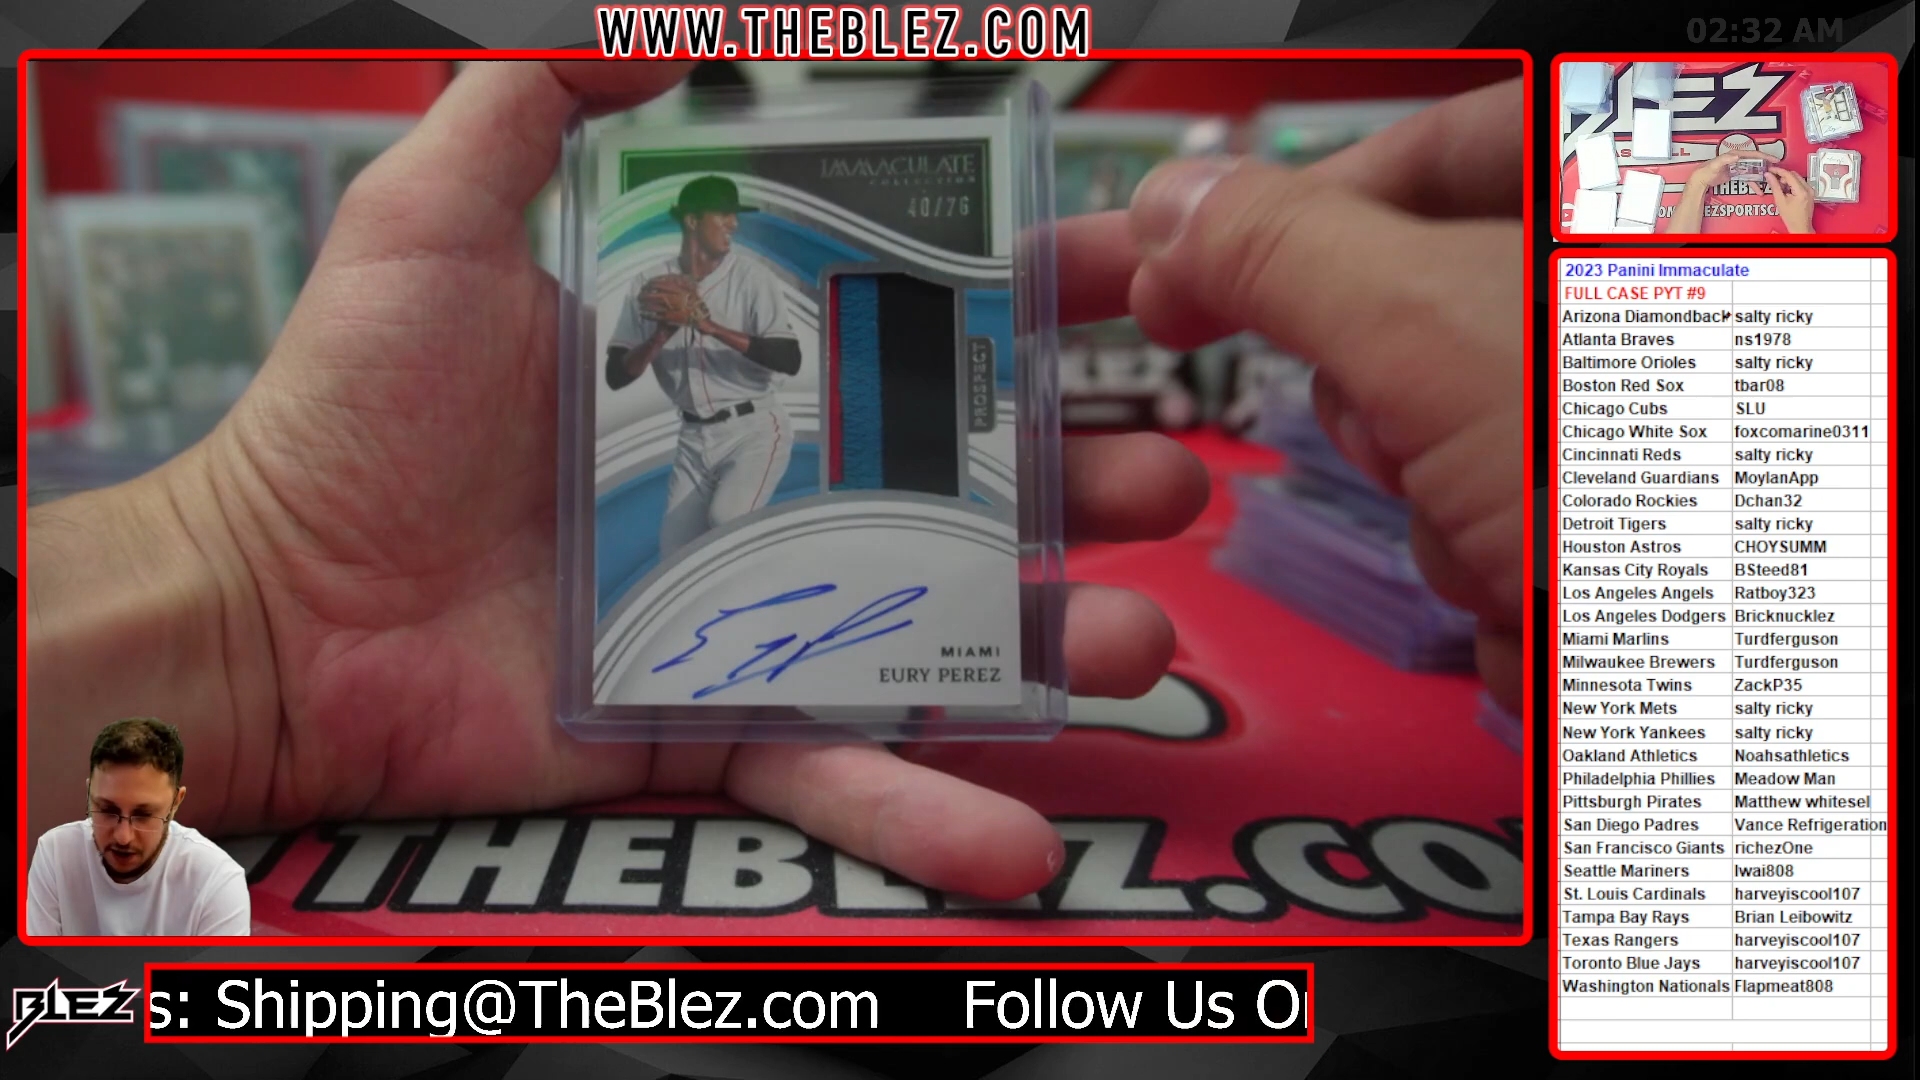 WWW.THEBLEZ.COM
02:32 AM
IMMACULATE
COLLECTION
40/76
PROSPECT
MIAMI
EURY PEREZ
THEBLEZ.CO
BLEZ
THEBLEZ
2023 Panini Immaculate
FULL CASE PYT #9
Arizona Diamondback salty ricky
Atlanta Braves ns1978
Baltimore Orioles salty ricky
Boston Red Sox tbar08
Chicago Cubs SLU
Chicago White Sox foxcomarine0311
Cincinnati Reds salty ricky
Cleveland Guardians MoylanApp
Colorado Rockies Dchan32
Detroit Tigers salty ricky
Houston Astros CHOYSUMM
Kansas City Royals BSteed81
Los Angeles Angels Ratboy323
Los Angeles Dodgers Bricknucklez
Miami Marlins Turdferguson
Milwaukee Brewers Turdferguson
Minnesota Twins ZackP35
New York Mets salty ricky
New York Yankees salty ricky
Oakland Athletics Noahsathletics
Philadelphia Phillies Meadow Man
Pittsburgh Pirates Matthew whitesel
San Diego Padres Vance Refrigeration
San Francisco Giants richezOne
Seattle Mariners lwai808
St. Louis Cardinals harveyiscool107
Tampa Bay Rays Brian Leibowitz
Texas Rangers harveyiscool107
Toronto Blue Jays harveyiscool107
Washington Nationals Flapmeat808
BLEZ
s: Shipping@TheBlez.com Follow Us O